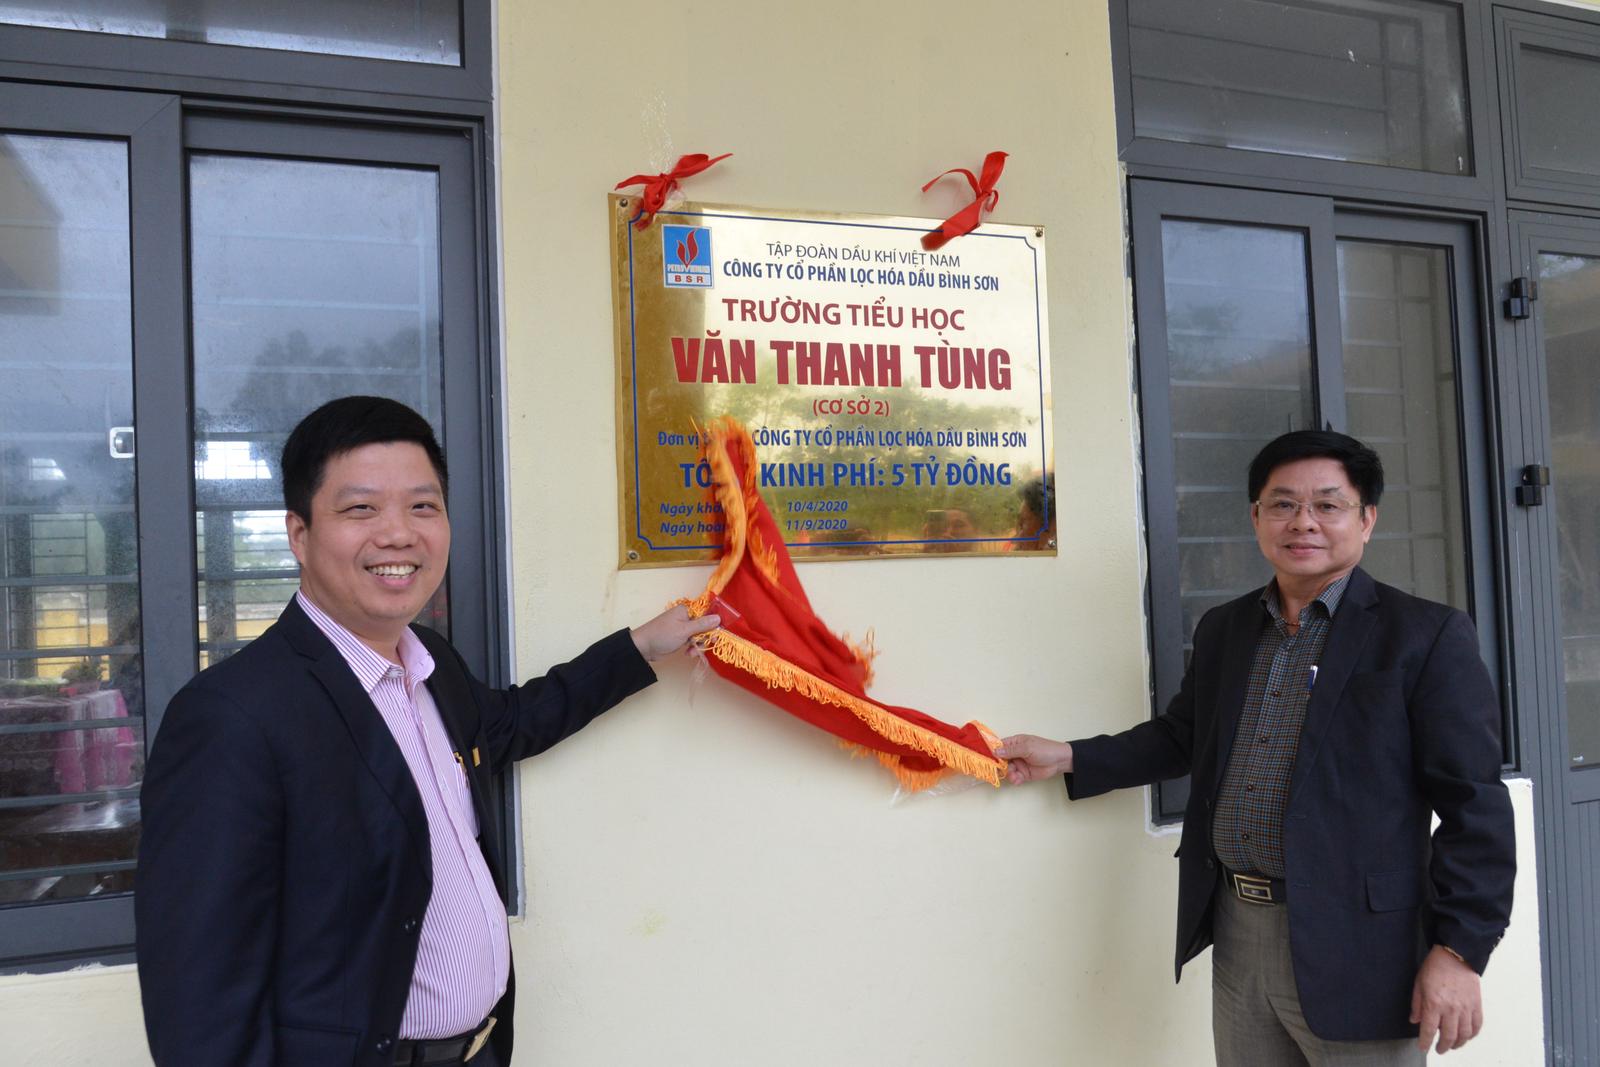 PETROVIETNAM
BSR
TẬP ĐOÀN DẦU KHÍ VIỆT NAM
CÔNG TY CỔ PHẦN LỌC HÓA DẦU BÌNH SƠN
TRƯỜNG TIỂU HỌC
VĂN THANH TÙNG
(CƠ SỞ 2)
Đơn vị CÔNG TY CỔ PHẦN LỌC HÓA DẦU BÌNH SƠN
KINH PHÍ: 5 TỶ ĐỒNG
Ngày 10/4/2020
Ngày 11/9/2020